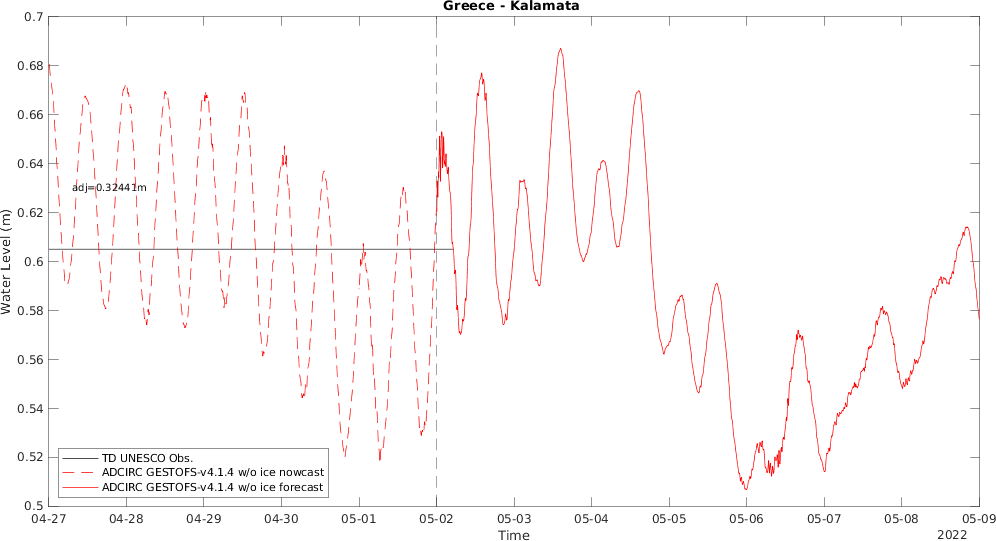 Greece - Kalamata
0.7
0.68
0.66
0.64
0.62
0.6
0.58
0.56
0.54
0.52
0.5
Water Level (m)
adj=0.32441m
TD UNESCO Obs.
ADCIRC GESTOFS-v4.1.4 w/o ice nowcast
ADCIRC GESTOFS-v4.1.4 w/o ice forecast
04-27 04-28 04-29 04-30 05-01 05-02 05-03 05-04 05-05 05-06 05-07 05-08 05-09
Time
2022